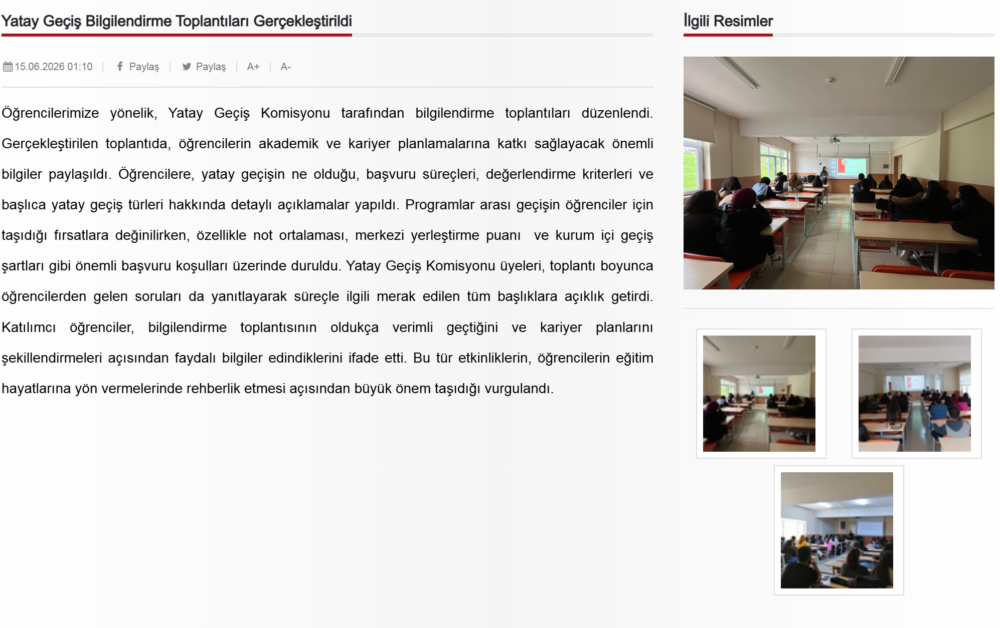 Yatay Geçiş Bilgilendirme Toplantıları Gerçekleştirildi
15.06.2026 01:10
Paylaş
Paylaş
A+
A-
Öğrencilerimize yönelik, Yatay Geçiş Komisyonu tarafından bilgilendirme toplantıları düzenlendi.
Gerçekleştirilen toplantıda, öğrencilerin akademik ve kariyer planlamalarına katkı sağlayacak önemli
bilgiler paylaşıldı. Öğrencilere, yatay geçişin ne olduğu, başvuru süreçleri, değerlendirme kriterleri ve
başlıca yatay geçiş türleri hakkında detaylı açıklamalar yapıldı. Programlar arası geçişin öğrenciler için
taşıdığı fırsatlara değinilirken, özellikle not ortalaması, merkezi yerleştirme puanı  ve kurum içi geçiş
şartları gibi önemli başvuru koşulları üzerinde duruldu. Yatay Geçiş Komisyonu üyeleri, toplantı boyunca
öğrencilerden gelen soruları da yanıtlayarak süreçle ilgili merak edilen tüm başlıklara açıklık getirdi.
Katılımcı öğrenciler, bilgilendirme toplantısının oldukça verimli geçtiğini ve kariyer planlarını
şekillendirmeleri açısından faydalı bilgiler edindiklerini ifade etti. Bu tür etkinliklerin, öğrencilerin eğitim
hayatlarına yön vermelerinde rehberlik etmesi açısından büyük önem taşıdığı vurgulandı.
İlgili Resimler